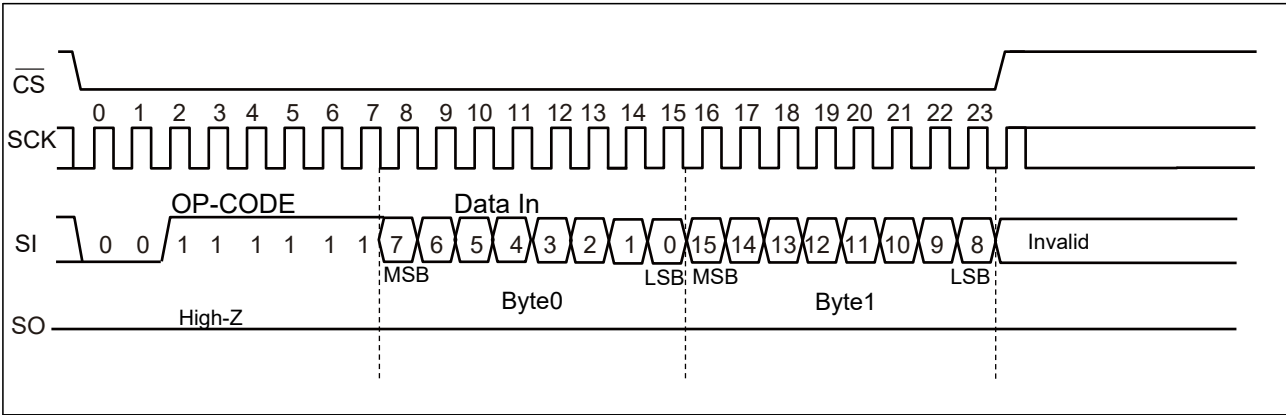 CS
0 1 2 3 4 5 6 7 8 9 10 11 12 13 14 15 16 17 18 19 20 21 22 23
SCK
OP-CODE Data In
SI 0 0 1 1 1 1 1 1 7 6 5 4 3 2 1 0 15 14 13 12 11 10 9 8 Invalid
MSB LSB MSB LSB
Byte0 Byte1
High-Z
SO